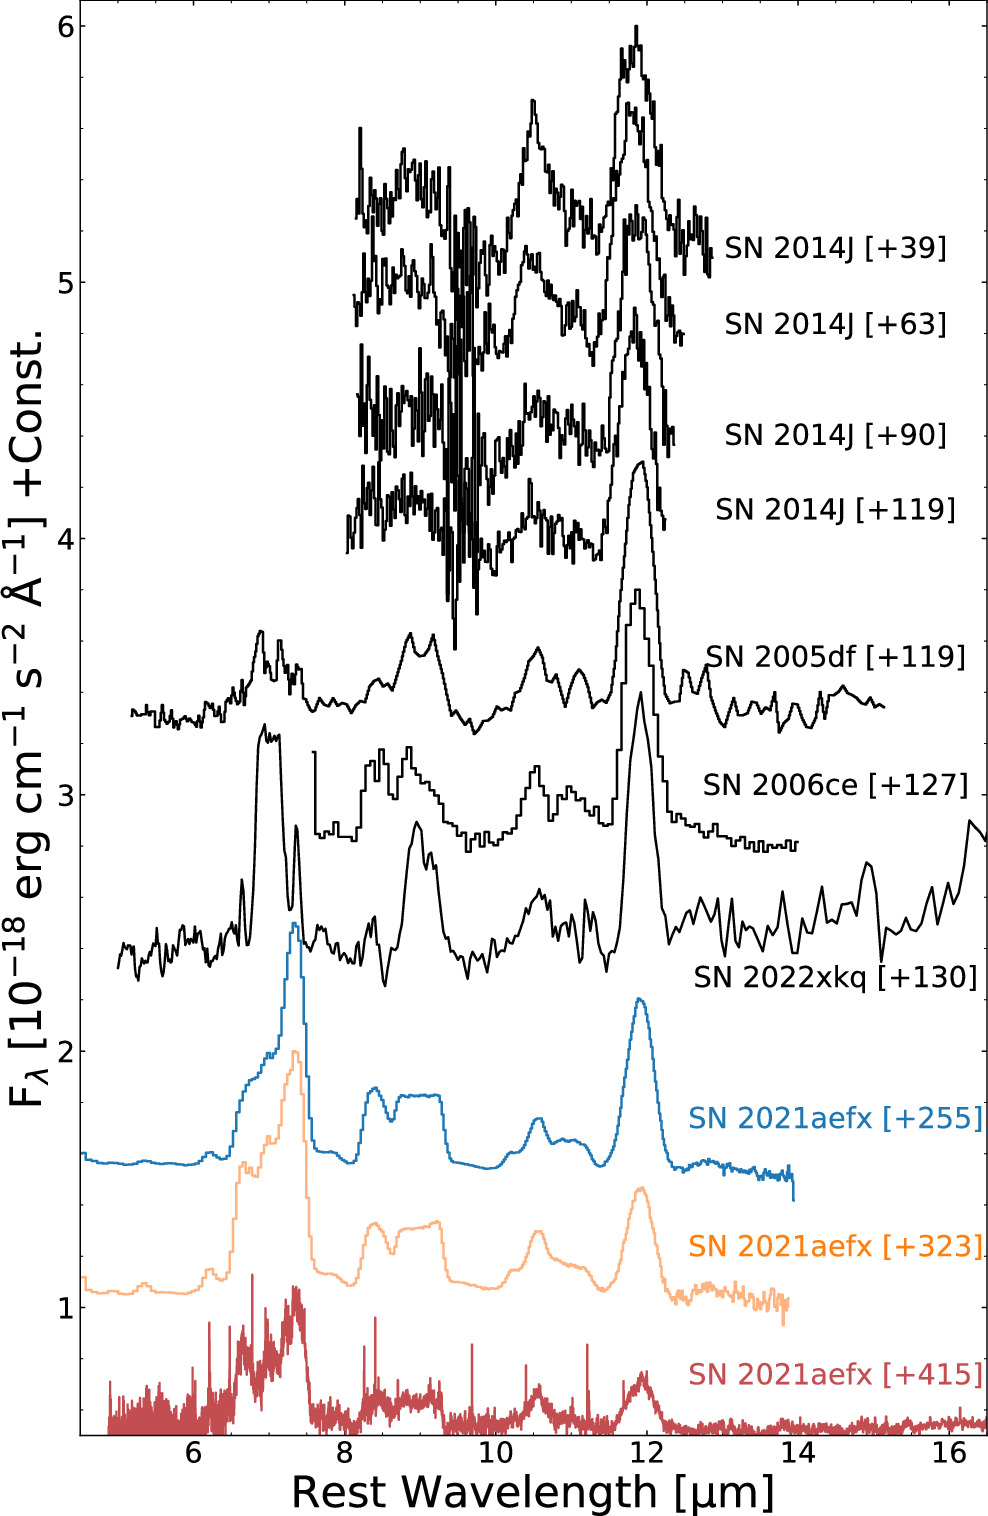 6
5
4
3
2
1
F_λ [10⁻¹⁸ erg cm⁻¹ s⁻² Å⁻¹] +Const.
SN 2014J [+39]
SN 2014J [+63]
SN 2014J [+90]
SN 2014J [+119]
SN 2005df [+119]
SN 2006ce [+127]
SN 2022xkq [+130]
SN 2021aefx [+255]
SN 2021aefx [+323]
SN 2021aefx [+415]
6 8 10 12 14 16
Rest Wavelength [μm]